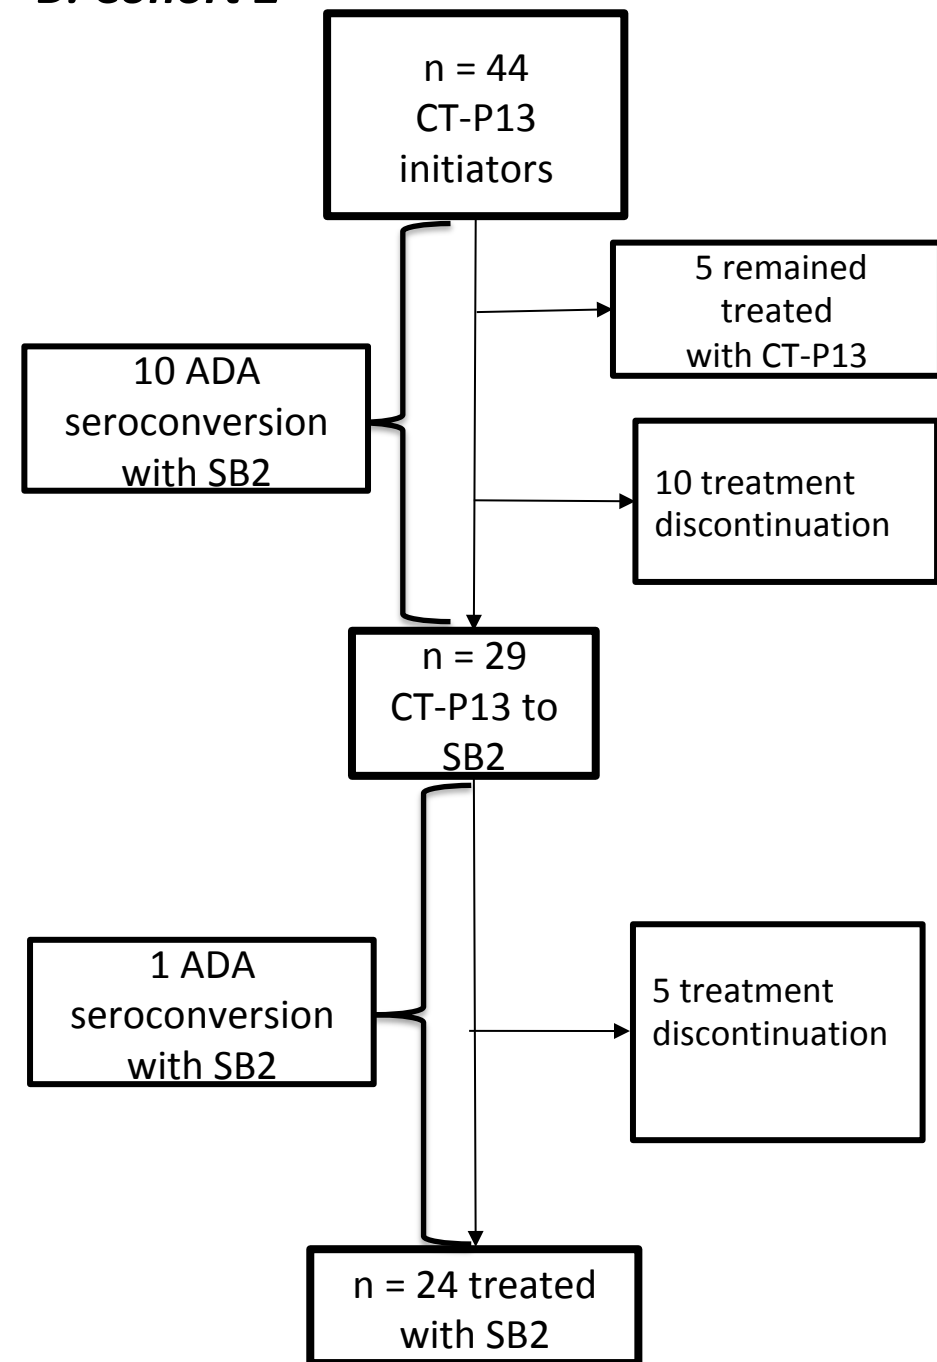 n = 44
CT-P13
initiators
5 remained
treated
with CT-P13
10 ADA
seroconversion
with SB2
10 treatment
discontinuation
n = 29
CT-P13 to
SB2
1 ADA
seroconversion
with SB2
5 treatment
discontinuation
n = 24 treated
with SB2